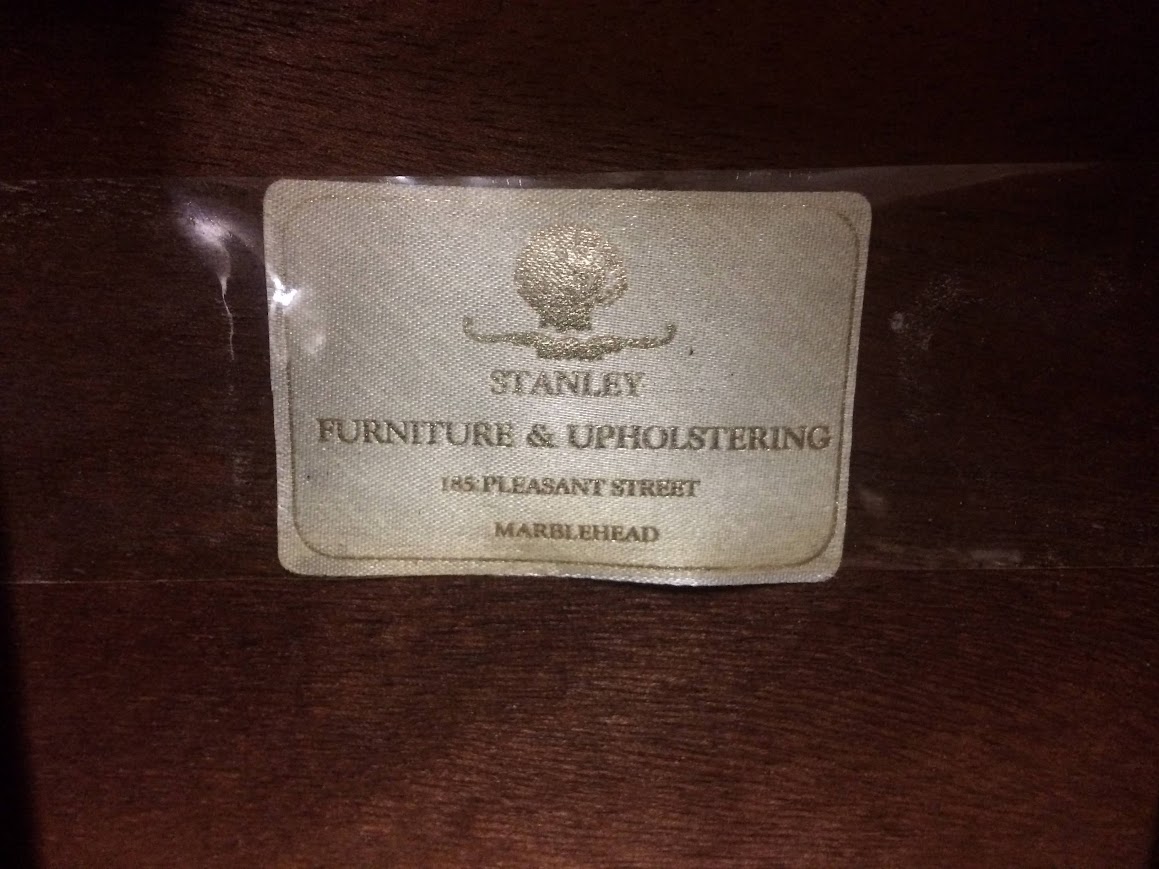 STANLEY
FURNITURE & UPHOLSTERING
185 PLEASANT STREET
MARBLEHEAD